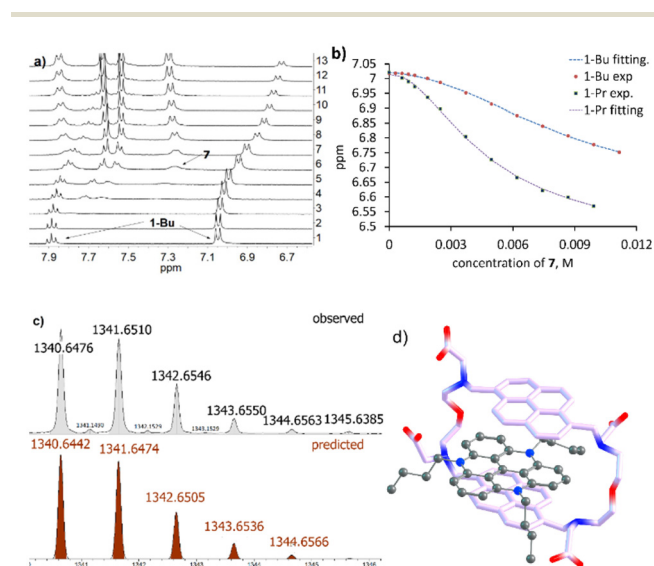 a)
13
12
11
10
9
8
7
6
5
4
3
2
1
7
1-Bu
7.9 7.7 7.5 7.3 7.1 6.9 6.7
ppm
b)
7.05
7
6.95
6.9
6.85
6.8
6.75
6.7
6.65
6.6
6.55
6.5
ppm
1-Bu fitting.
1-Bu exp
1-Pr exp.
1-Pr fitting
0 0.003 0.006 0.009 0.012
concentration of 7, M
c)
observed
1340.6476
1341.6510
1342.6546
1343.6550
1344.6563
1345.6385
predicted
1340.6442
1341.6474
1342.6505
1343.6536
1344.6566
d)